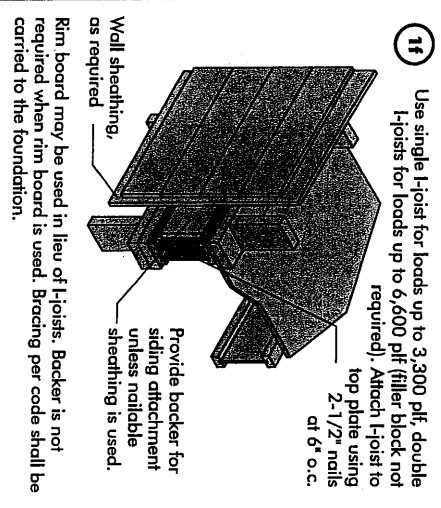 1f
Use single I-joist for loads up to 3,300 plf, double
I-joists for loads up to 6,600 plf (filler block not
required). Attach I-joist to
top plate using
2-1/2" nails
at 6" o.c.
Wall sheathing,
as required
Provide backer for
siding attachment
unless nailable
sheathing is used.
Rim board may be used in lieu of I-joists. Backer is not
required when rim board is used. Bracing per code shall be
carried to the foundation.